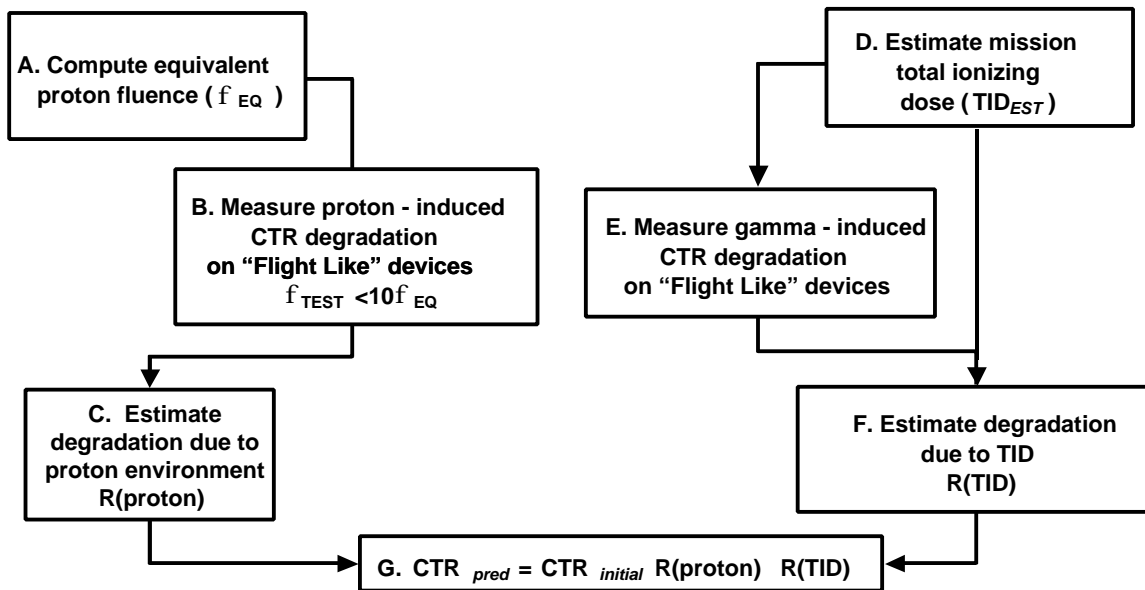 A. Compute equivalent
proton fluence ( f EQ )
B. Measure proton - induced
CTR degradation
on “Flight Like” devices
f TEST <10f EQ
C. Estimate
degradation due to
proton environment
R(proton)
D. Estimate mission
total ionizing
dose ( TID EST )
E. Measure gamma - induced
CTR degradation
on “Flight Like” devices
F. Estimate degradation
due to TID
R(TID)
G. CTR pred = CTR initial R(proton) R(TID)